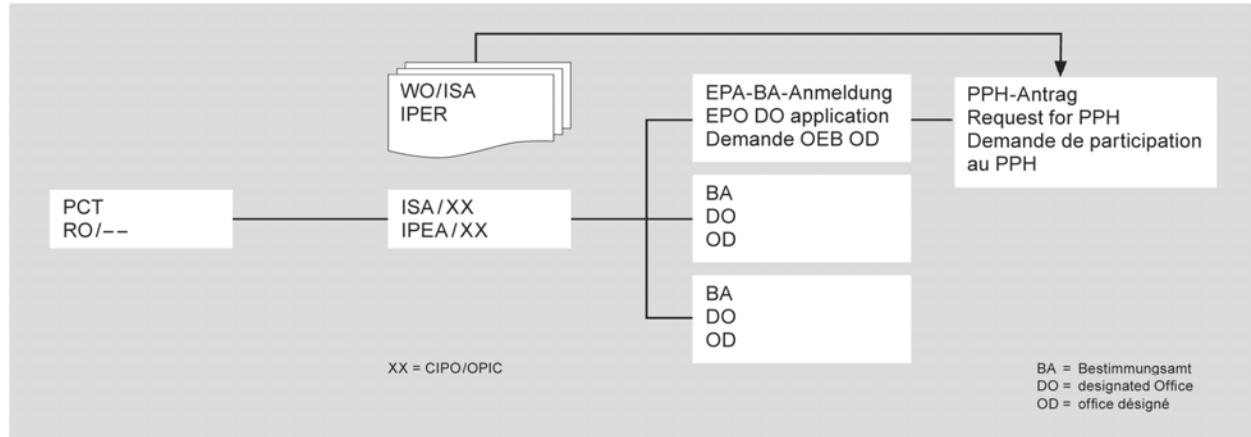 WO/ISA
IPER
EPA-BA-Anmeldung
EPO DO application
Demande OEB OD
PPH-Antrag
Request for PPH
Demande de participation
au PPH
PCT
RO/––
ISA/XX
IPEA/XX
BA
DO
OD
BA
DO
OD
XX = CIPO/OPIC
BA = Bestimmungsamt
DO = designated Office
OD = office désigné